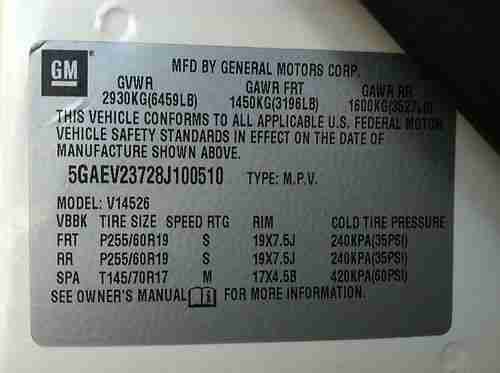 GM
MFD BY GENERAL MOTORS CORP.
GVWR GAWR FRT GAWR RR
2930KG(6459LB) 1450KG(3196LB) 1600KG(3527LB)
THIS VEHICLE CONFORMS TO ALL APPLICABLE U.S. FEDERAL MOTOR
VEHICLE SAFETY STANDARDS IN EFFECT ON THE DATE OF
MANUFACTURE SHOWN ABOVE.
5GAEV23728J100510 TYPE: M.P.V.
MODEL: V14526
VBBK TIRE SIZE SPEED RTG RIM COLD TIRE PRESSURE
FRT P255/60R19 S 19X7.5J 240KPA(35PSI)
RR P255/60R19 S 19X7.5J 240KPA(35PSI)
SPA T145/70R17 M 17X4.5B 420KPA(60PSI)
SEE OWNER'S MANUAL FOR MORE INFORMATION.